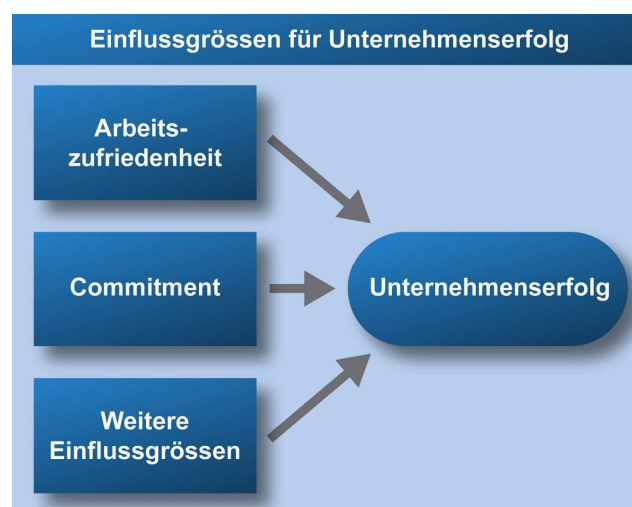 Einflussgrössen für Unternehmenserfolg
Arbeits-
zufriedenheit
Commitment
Unternehmenserfolg
Weitere
Einflussgrössen